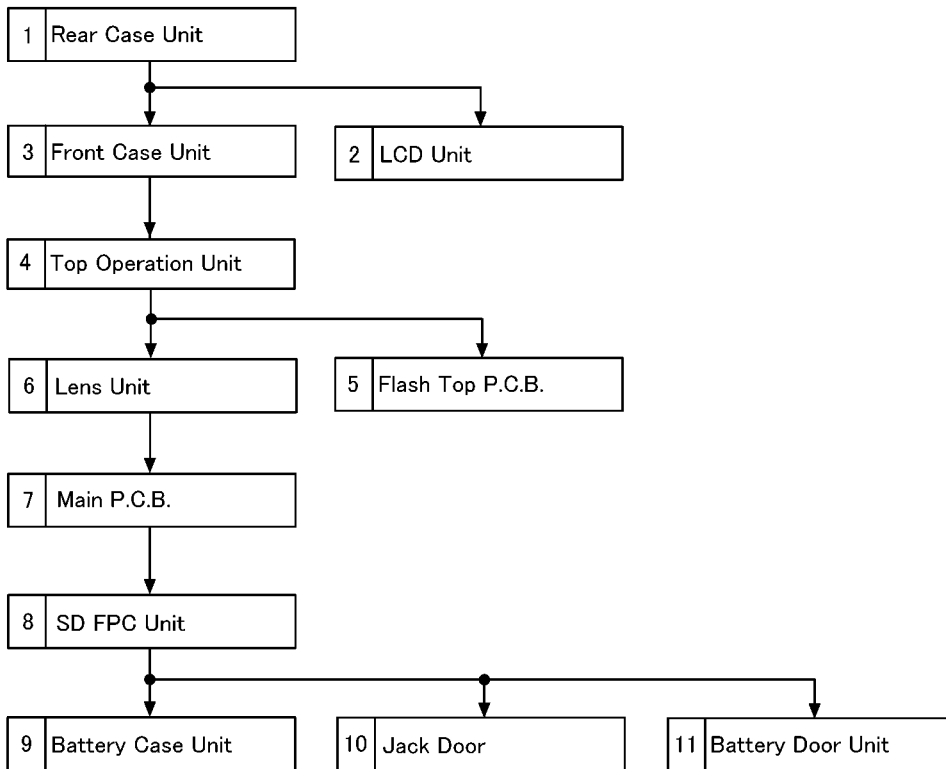 1 Rear Case Unit
3 Front Case Unit
2 LCD Unit
4 Top Operation Unit
6 Lens Unit
5 Flash Top P.C.B.
7 Main P.C.B.
8 SD FPC Unit
9 Battery Case Unit
10 Jack Door
11 Battery Door Unit